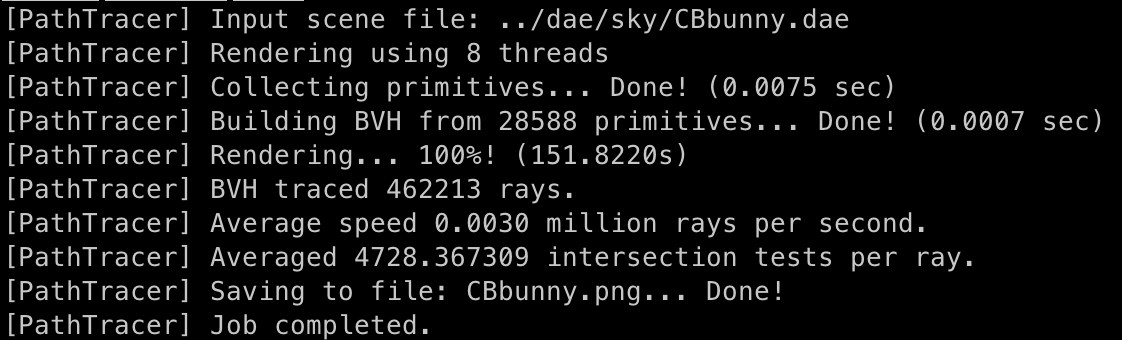 [PathTracer] Input scene file: ../dae/sky/CBbunny.dae
[PathTracer] Rendering using 8 threads
[PathTracer] Collecting primitives... Done! (0.0075 sec)
[PathTracer] Building BVH from 28588 primitives... Done! (0.0007 sec)
[PathTracer] Rendering... 100%! (151.8220s)
[PathTracer] BVH traced 462213 rays.
[PathTracer] Average speed 0.0030 million rays per second.
[PathTracer] Averaged 4728.367309 intersection tests per ray.
[PathTracer] Saving to file: CBbunny.png... Done!
[PathTracer] Job completed.